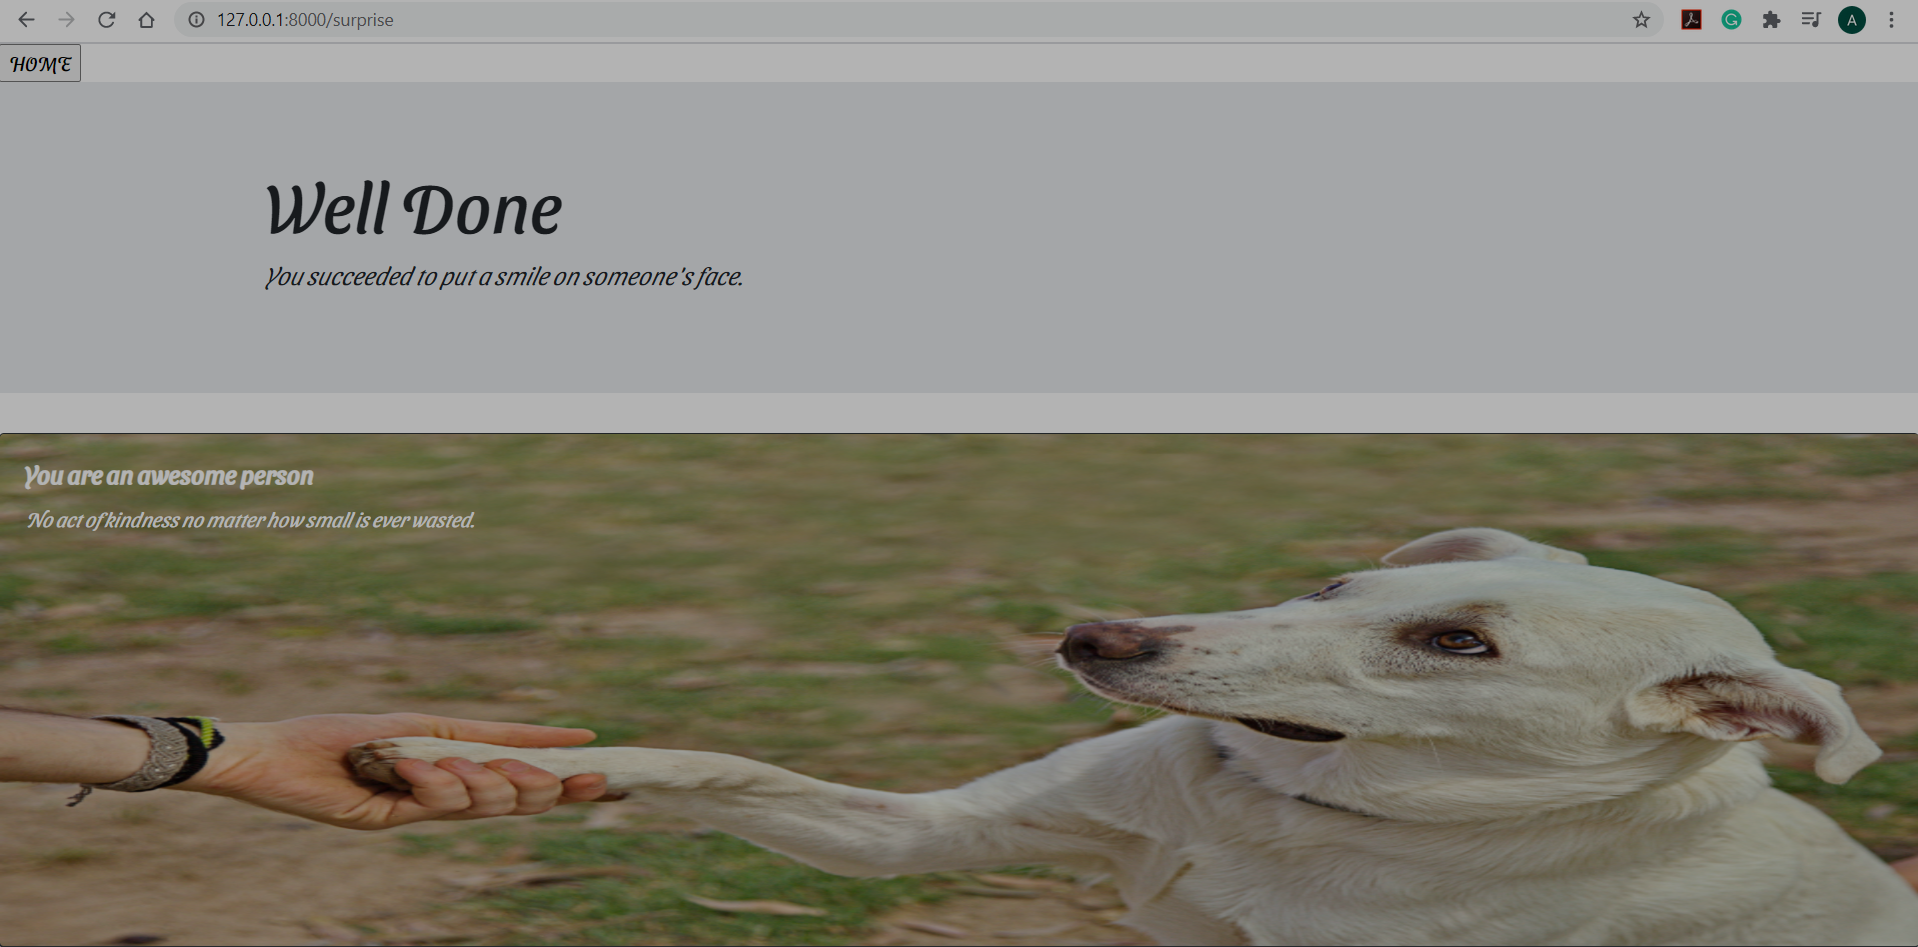 127.0.0.1:8000/surprise
A
HOME
Well Done
You succeeded to put a smile on someone's face.
You are an awesome person
No act of kindness no matter how small is ever wasted.